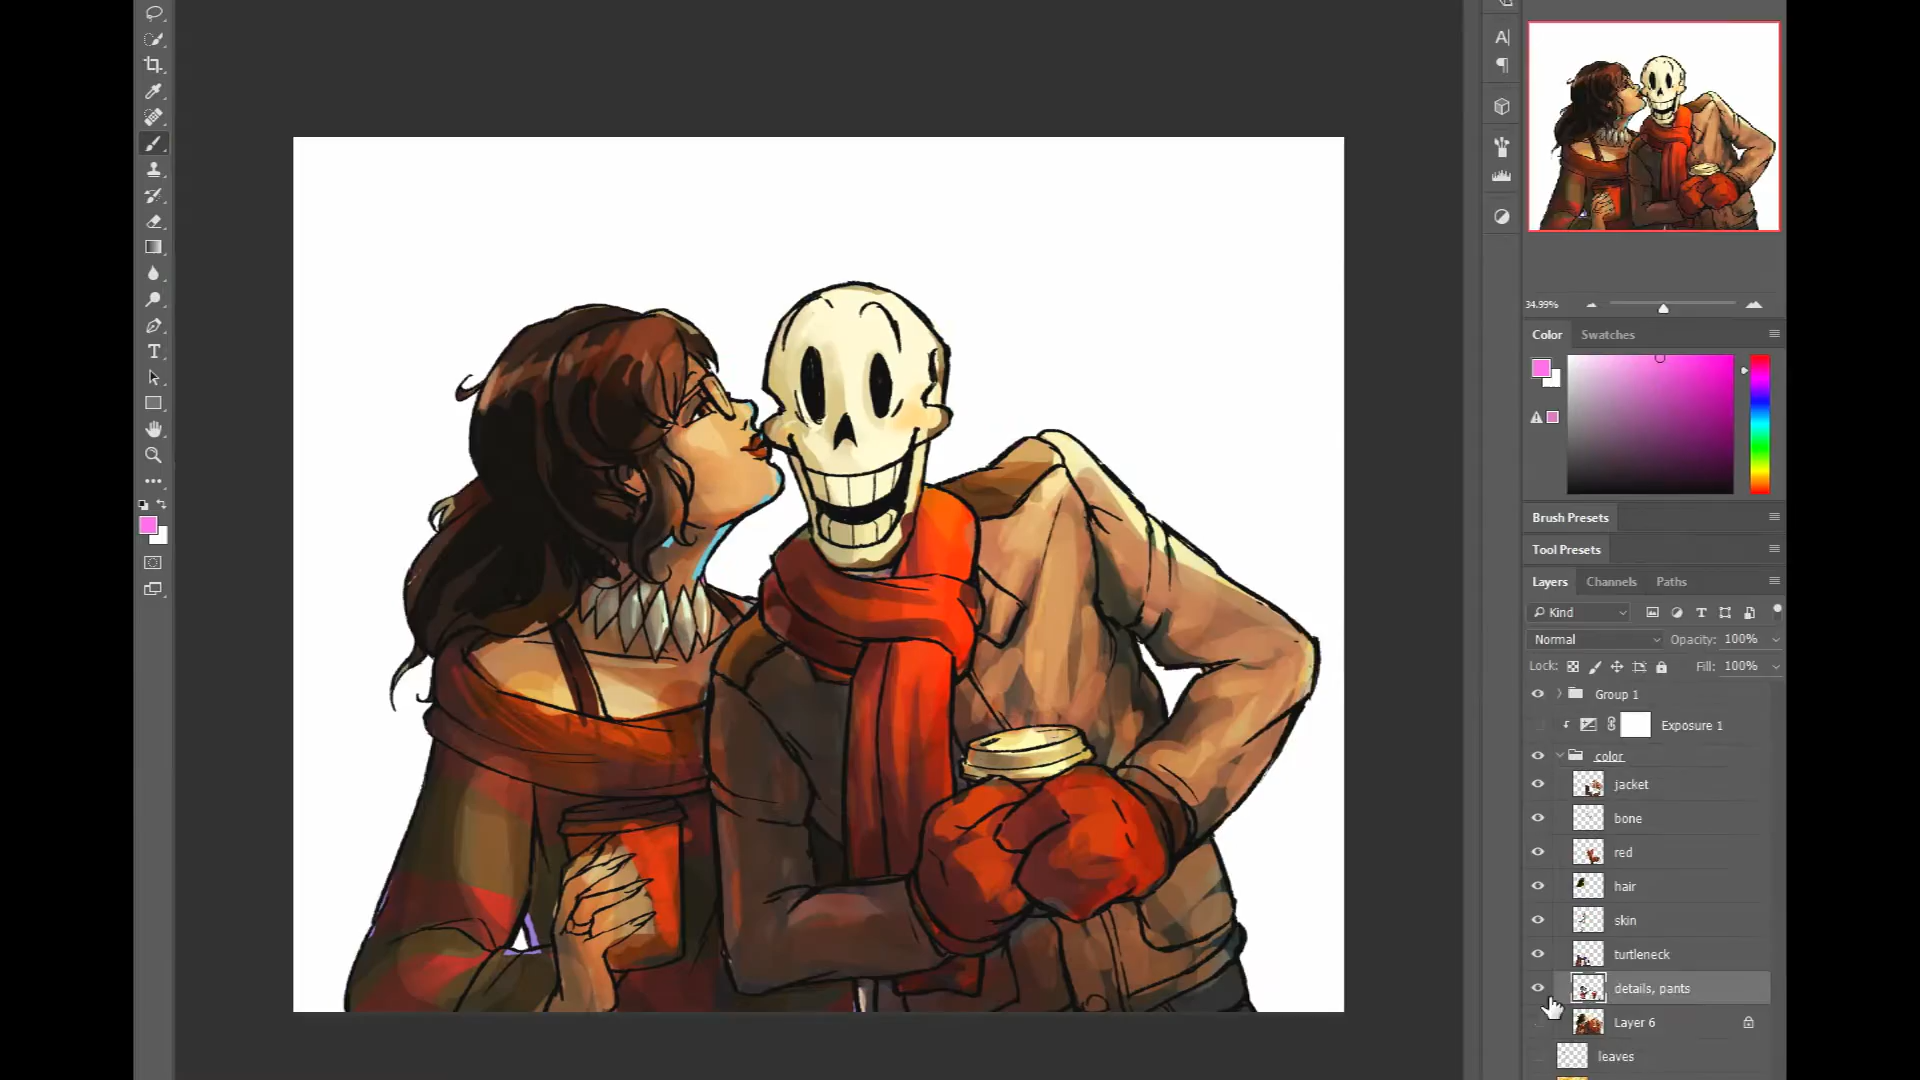 34.99%
Color Swatches
Brush Presets
Tool Presets
Layers Channels Paths
Kind
Normal Opacity: 100%
Lock: Fill: 100%
Group 1
Exposure 1
color
jacket
bone
red
hair
skin
turtleneck
details, pants
Layer 6
leaves